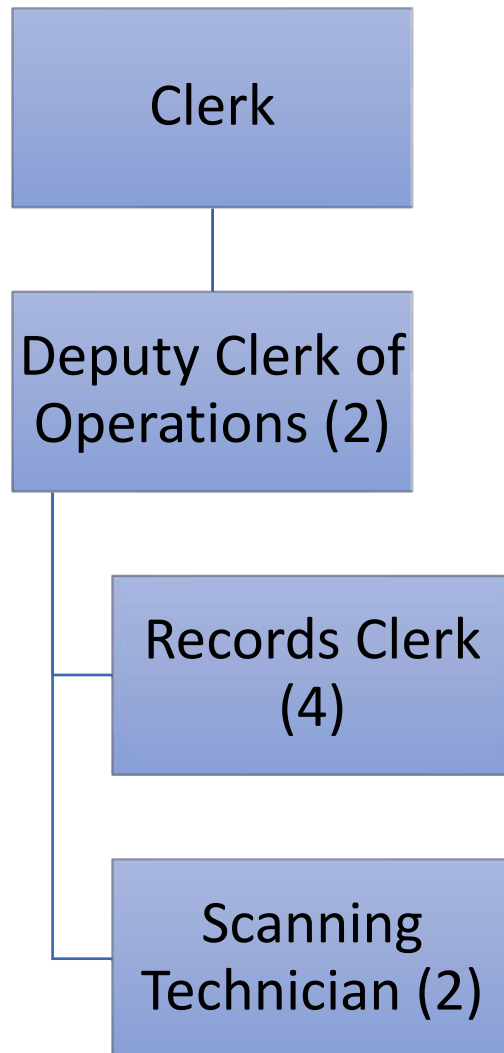 Clerk
Deputy Clerk of
Operations (2)
Records Clerk
(4)
Scanning
Technician (2)